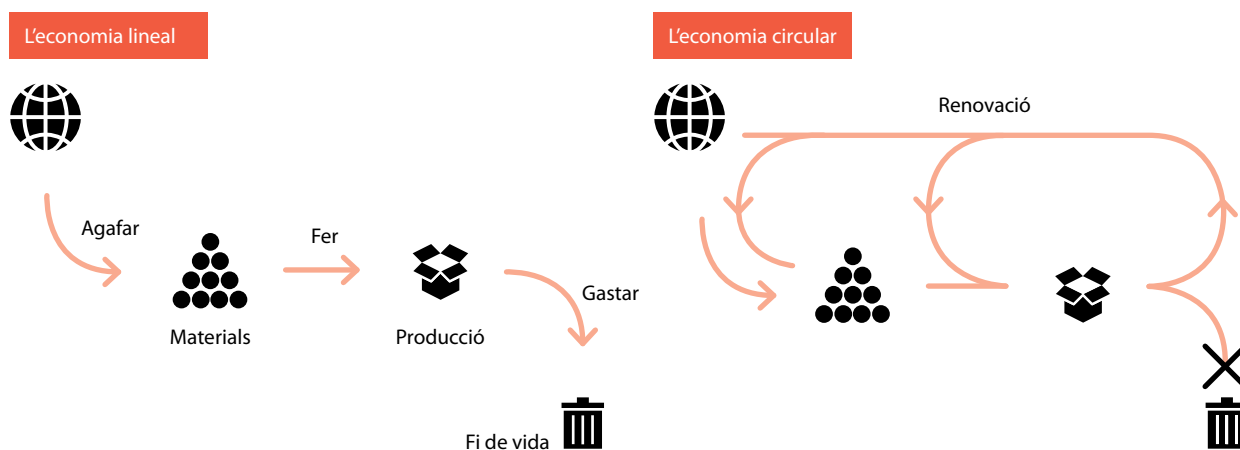 L’economia lineal
Agafar
Fer
Gastar
Materials
Producció
Fi de vida
L’economia circular
Renovació